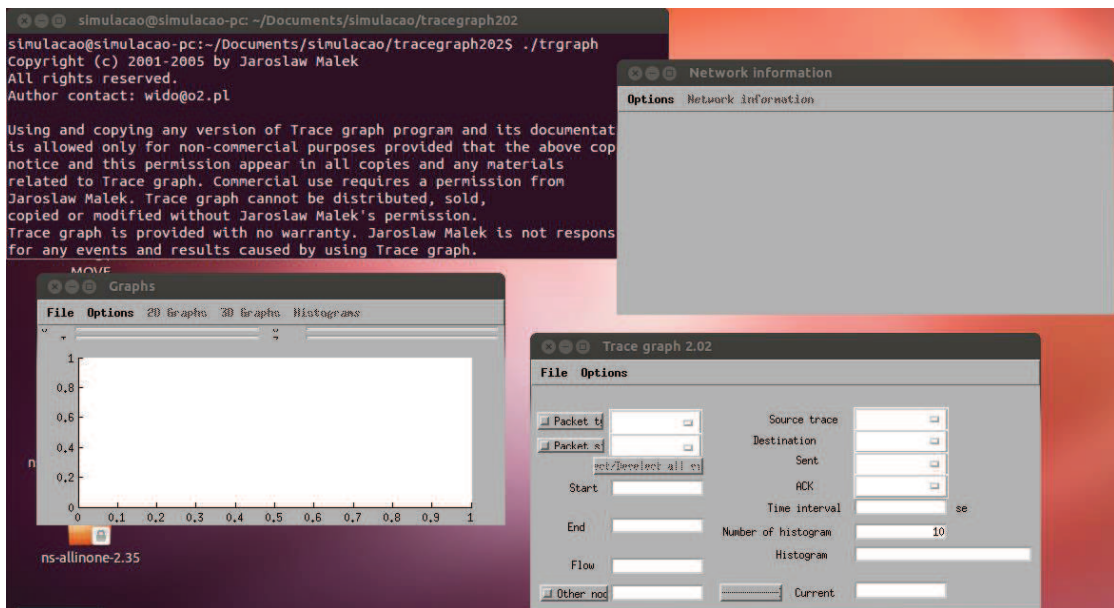 simulacao@simulacao-pc: ~/Documents/simulacao/tracegraph202
simulacao@simulacao-pc:~/Documents/simulacao/tracegraph202$ ./trgraph
Copyright (c) 2001-2005 by Jaroslaw Malek
All rights reserved.
Author contact: wido@o2.pl
Using and copying any version of Trace graph program and its documentat
is allowed only for non-commercial purposes provided that the above cop
notice and this permission appear in all copies and any materials
related to Trace graph. Commercial use requires a permission from
Jaroslaw Malek. Trace graph cannot be distributed, sold,
copied or modified without Jaroslaw Malek's permission.
Trace graph is provided with no warranty. Jaroslaw Malek is not respons
for any events and results caused by using Trace graph.
Network information
Options Network information
MOVE
Graphs
File Options 2D Graphs 3D Graphs Histograms
1
0.8
0.6
0.4
0.2
0
0 0.1 0.2 0.3 0.4 0.5 0.6 0.7 0.8 0.9 1
ns-allinone-2.35
Trace graph 2.02
File Options
Packet t
Source trace
Packet s
Destination
ect/Deselect all
Sent
Start
ACK
Time interval se
End
Number of histogram 10
Histogram
Flow
Other nod
Current